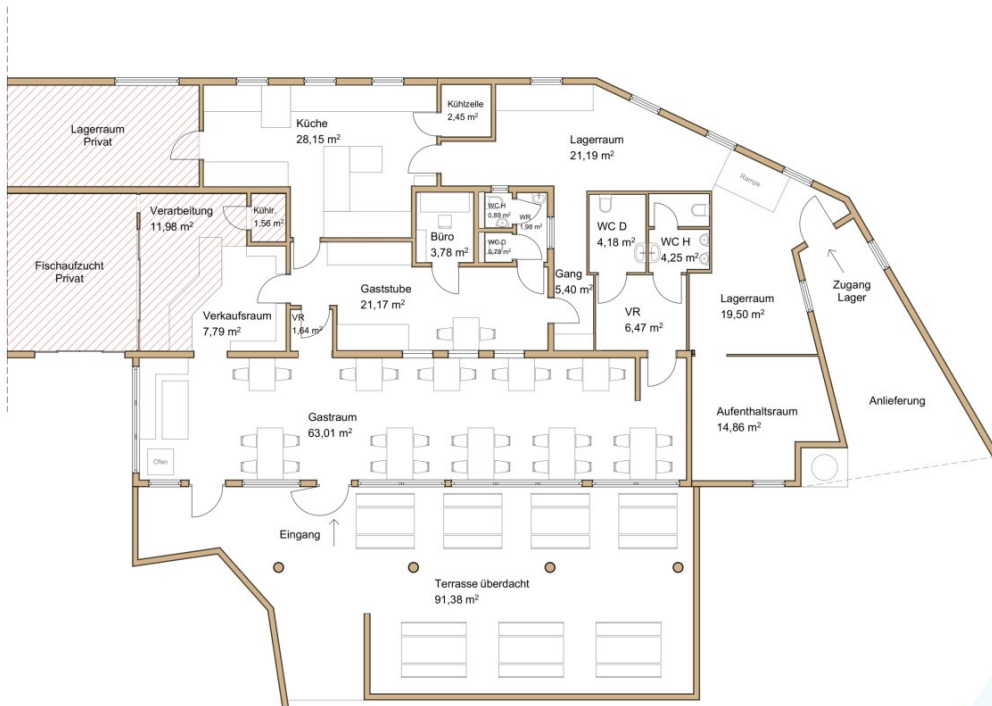 Lagerraum
Privat
Küche
28,15 m²
Kühlzelle
2,45 m²
Lagerraum
21,19 m²
Rampe
Verarbeitung
11,98 m²
Kühlr.
1,56 m²
Fischaufzucht
Privat
Verkaufsraum
7,79 m²
VR
1,64 m²
Gaststube
21,17 m²
Büro
3,78 m²
WC H
0,89 m²
WR
1,98 m²
WC D
0,75 m²
Gang
5,40 m²
WC D
4,18 m²
WC H
4,25 m²
VR
6,47 m²
Lagerraum
19,50 m²
Zugang
Lager
Gastraum
63,01 m²
Ofen
Aufenthaltsraum
14,86 m²
Anlieferung
Eingang
Terrasse überdacht
91,38 m²